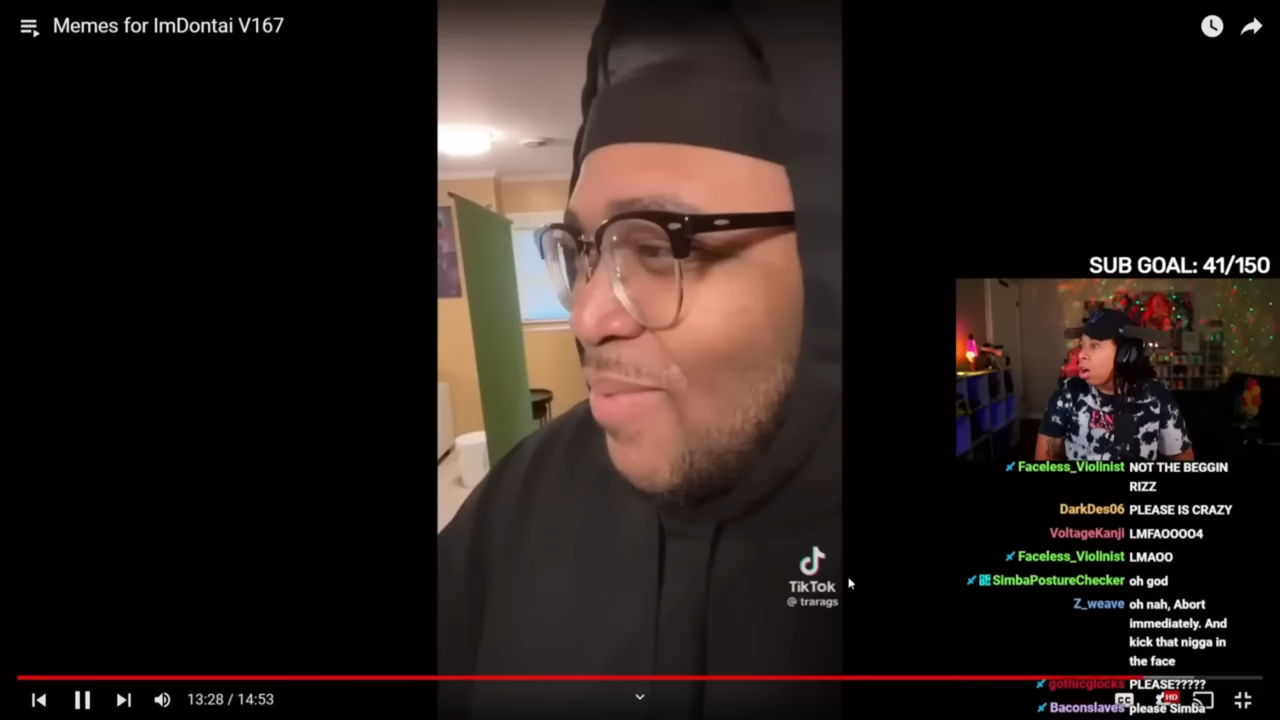 Memes for ImDontai V167
SUB GOAL: 41/150
Faceless_Violinist NOT THE BEGGIN
RIZZ
DarkDes06 PLEASE IS CRAZY
VoltageKanji LMFAOOOO4
Faceless_Violinist LMAOO
SimbaPostureChecker oh god
Z_weave oh nah, Abort
immediately. And
kick that nigga in
the face
gothicglocks PLEASE?????
Baconslaves please Simba
TikTok
@ trarags
13:28 / 14:53
CC
HD